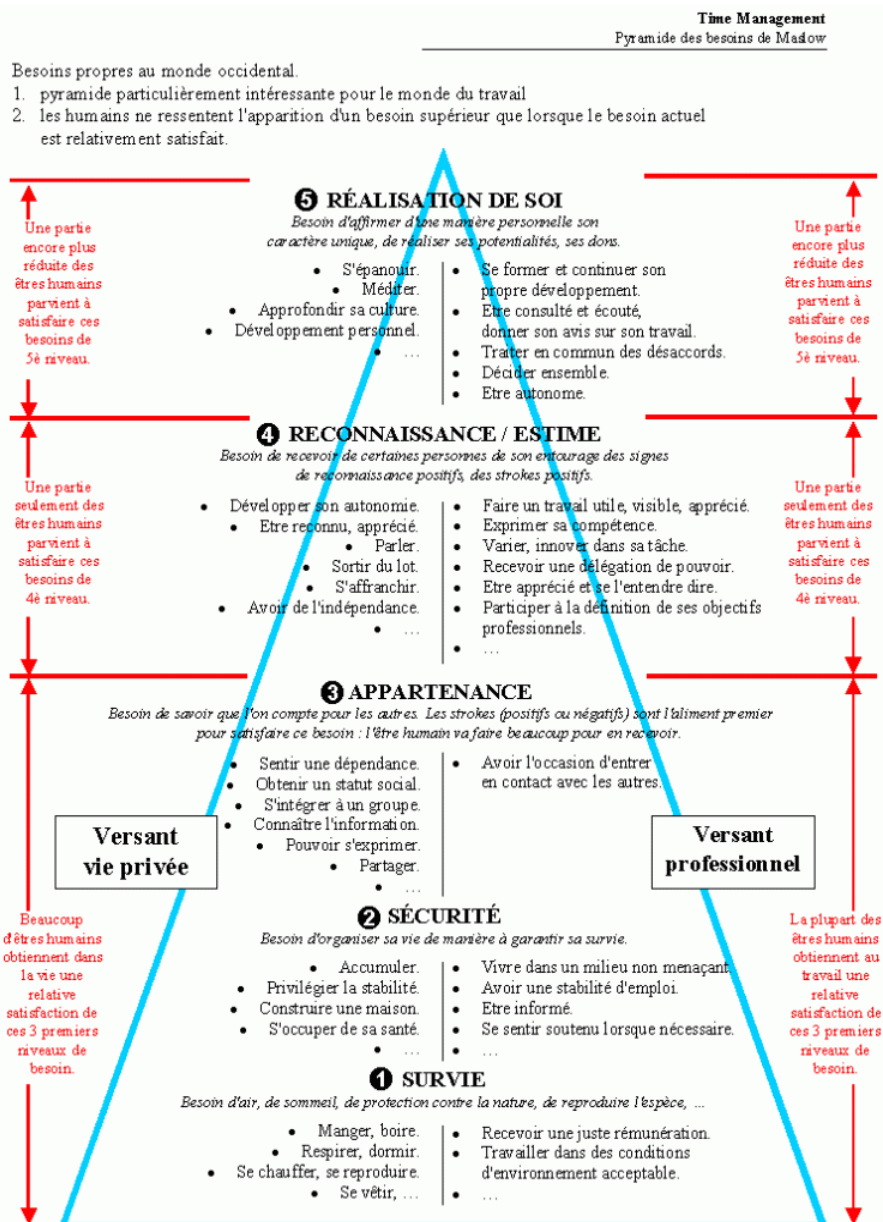 Time Management
Pyramide des besoins de Maslow
Besoins propres au monde occidental.
1. pyramide particulièrement intéressante pour le monde du travail
2. les humains ne ressentent l'apparition d'un besoin supérieur que lorsque le besoin actuel
est relativement satisfait.
❺ RÉALISATION DE SOI
Besoin d'affirmer d'une manière personnelle son
caractère unique, de réaliser ses potentialités, ses dons.
Une partie
encore plus
réduite des
êtres humains
parvient à
satisfaire ces
besoins de
5è niveau.
• S'épanouir.
• Méditer.
• Approfondir sa culture.
• Développement personnel.
• ...
• Se former et continuer son
propre développement.
• Etre consulté et écouté,
donner son avis sur son travail.
• Traiter en commun des désaccords.
• Décider ensemble.
• Etre autonome.
Une partie
encore plus
réduite des
êtres humains
parvient à
satisfaire ces
besoins de
5è niveau.
❹ RECONNAISSANCE / ESTIME
Besoin de recevoir de certaines personnes de son entourage des signes
de reconnaissance positifs, des strokes positifs.
Une partie
seulement des
êtres humains
parvient à
satisfaire ces
besoins de
4è niveau.
• Développer son autonomie.
• Etre reconnu, apprécié.
• Parler.
• Sortir du lot.
• S'affranchir.
• Avoir de l'indépendance.
• ...
• Faire un travail utile, visible, apprécié.
• Exprimer sa compétence.
• Varier, innover dans sa tâche.
• Recevoir une délégation de pouvoir.
• Etre apprécié et se l'entendre dire.
• Participer à la définition de ses objectifs
professionnels.
• ...
Une partie
seulement des
êtres humains
parvient à
satisfaire ces
besoins de
4è niveau.
❸ APPARTENANCE
Besoin de savoir que l'on compte pour les autres. Les strokes (positifs ou négatifs) sont l'aliment premier
pour satisfaire ce besoin : l'être humain va faire beaucoup pour en recevoir.
• Sentir une dépendance.
• Obtenir un statut social.
• S'intégrer à un groupe.
• Connaître l'information.
• Pouvoir s'exprimer.
• Partager.
• ...
• Avoir l'occasion d'entrer
en contact avec les autres.
Versant
vie privée
Versant
professionnel
Beaucoup
d'êtres humains
obtiennent dans
la vie une
relative
satisfaction de
ces 3 premiers
niveaux de
besoin.
❷ SÉCURITÉ
Besoin d'organiser sa vie de manière à garantir sa survie.
• Accumuler.
• Privilégier la stabilité.
• Construire une maison.
• S'occuper de sa santé.
• ...
• Vivre dans un milieu non menaçant.
• Avoir une stabilité d'emploi.
• Etre informé.
• Se sentir soutenu lorsque nécessaire.
• ...
La plupart des
êtres humains
obtiennent au
travail une
relative
satisfaction de
ces 3 premiers
niveaux de
besoin.
❶ SURVIE
Besoin d'air, de sommeil, de protection contre la nature, de reproduire l'espèce, ...
• Manger, boire.
• Respirer, dormir.
• Se chauffer, se reproduire.
• Se vêtir, ...
• Recevoir une juste rémunération.
• Travailler dans des conditions
d'environnement acceptable.
• ...